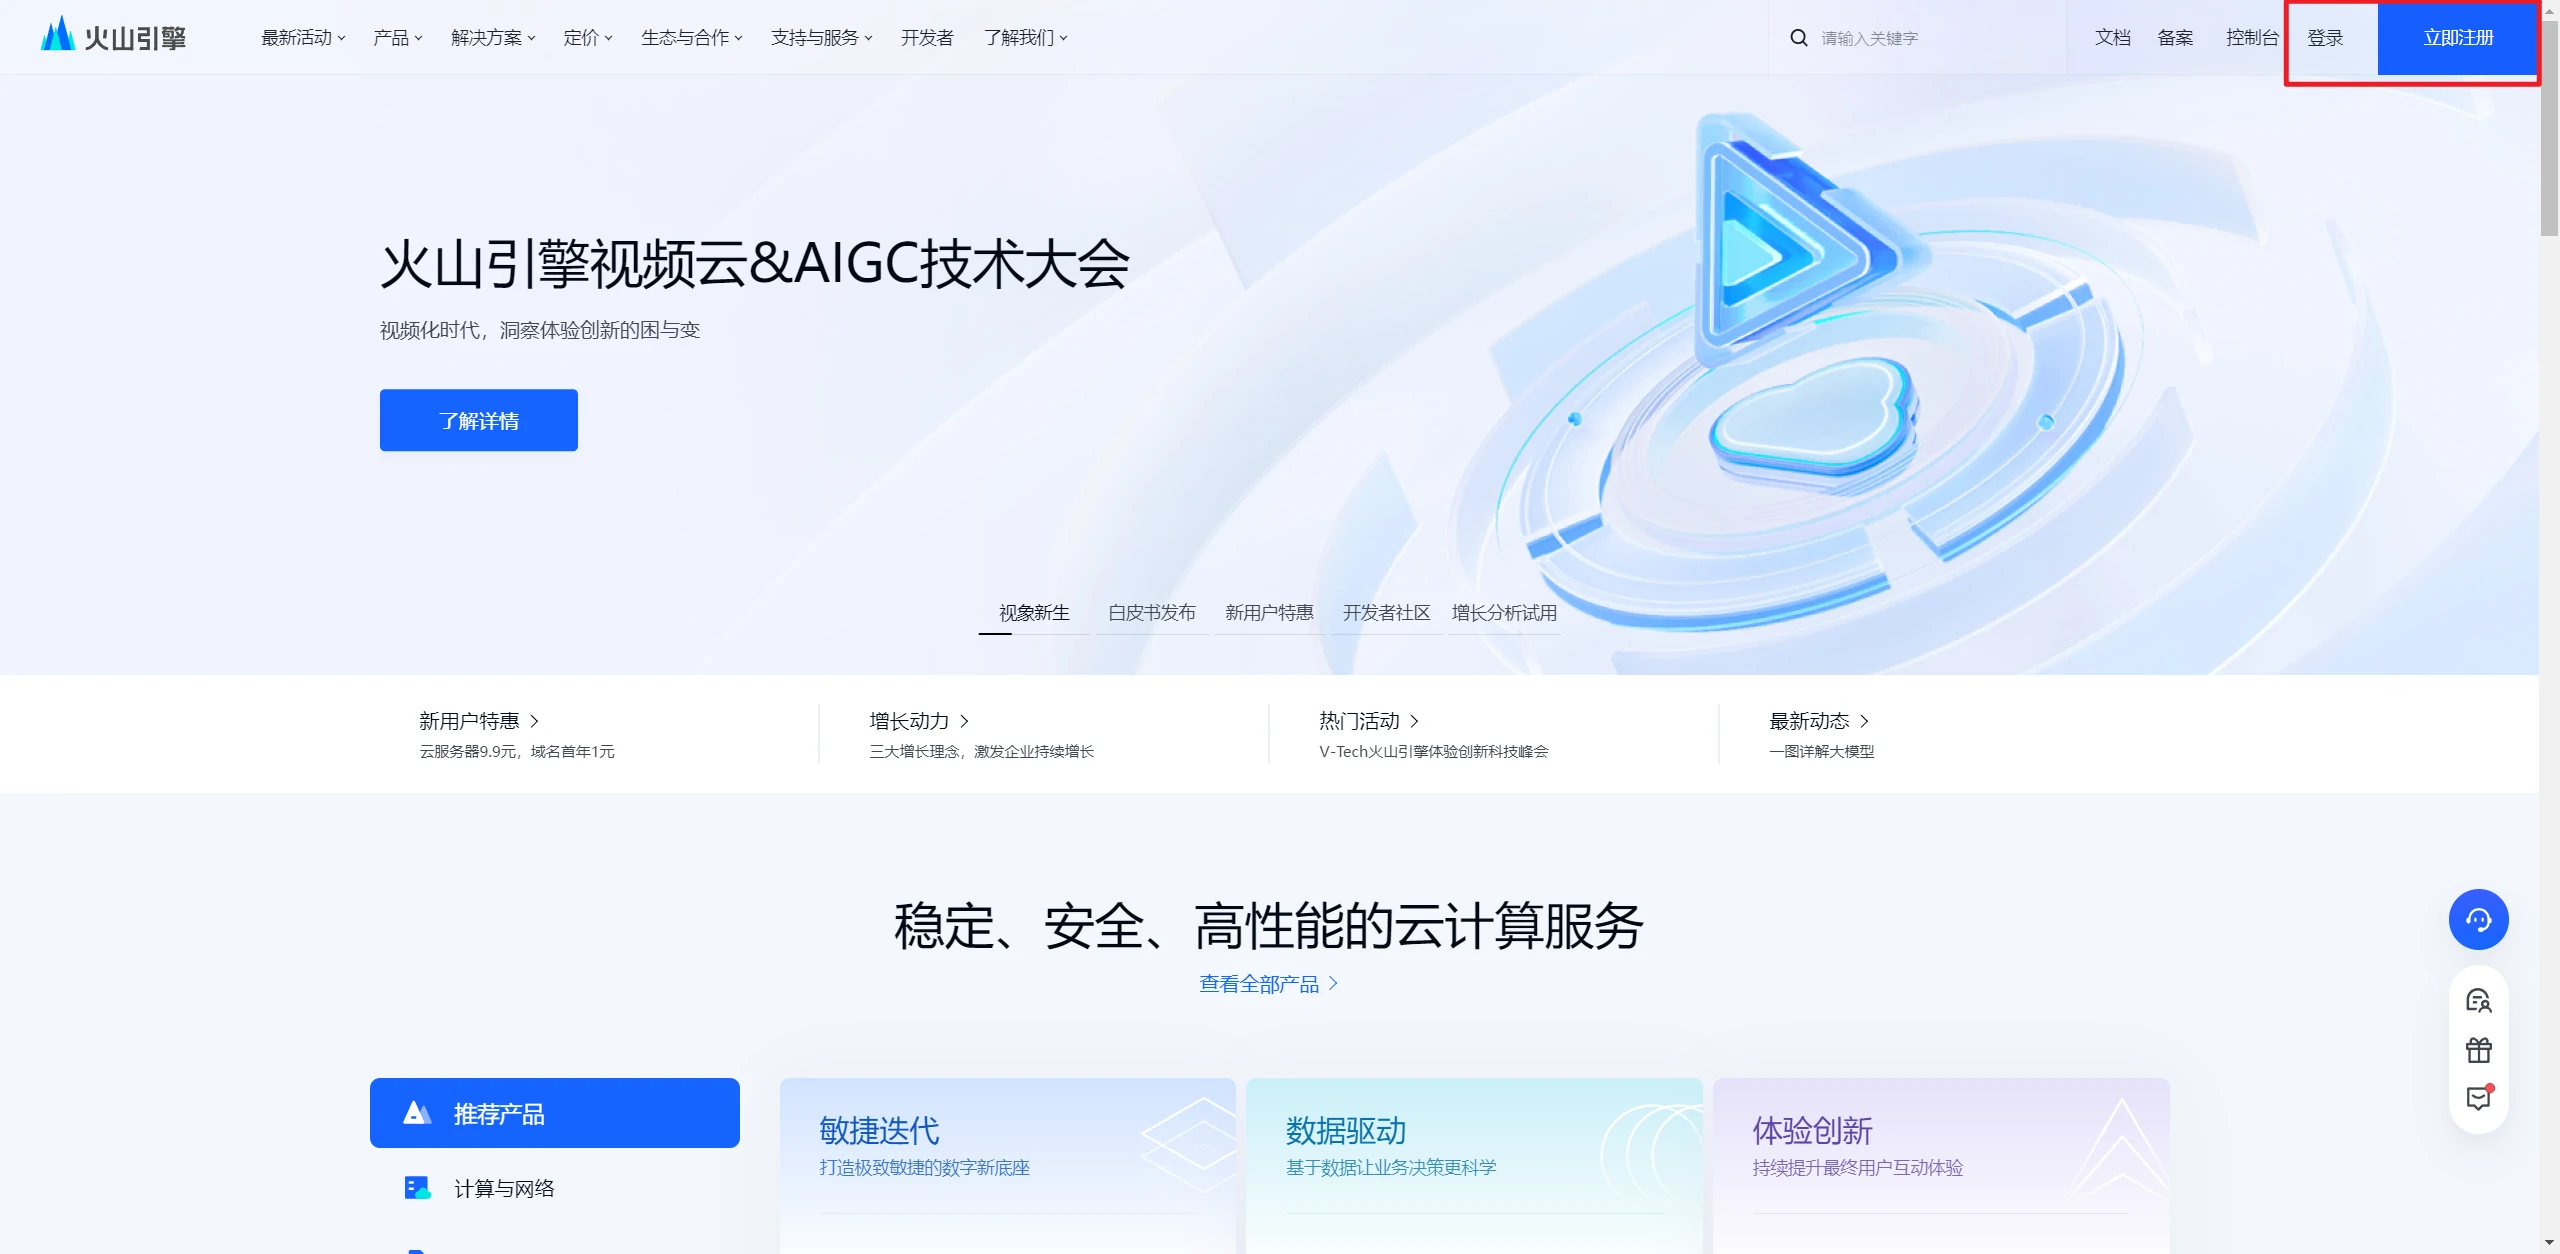 火山引擎
最新活动
产品
解决方案
定价
生态与合作
支持与服务
开发者
了解我们
请输入关键字
文档
备案
控制台
登录
立即注册
火山引擎视频云&AIGC技术大会
视频化时代，洞察体验创新的困与变
了解详情
视象新生
白皮书发布
新用户特惠
开发者社区
增长分析试用
新用户特惠
云服务器9.9元，域名首年1元
增长动力
三大增长理念，激发企业持续增长
热门活动
V-Tech火山引擎体验创新科技峰会
最新动态
一图详解大模型
稳定、安全、高性能的云计算服务
查看全部产品
推荐产品
计算与网络
敏捷迭代
打造极致敏捷的数字新底座
数据驱动
基于数据让业务决策更科学
体验创新
持续提升最终用户互动体验